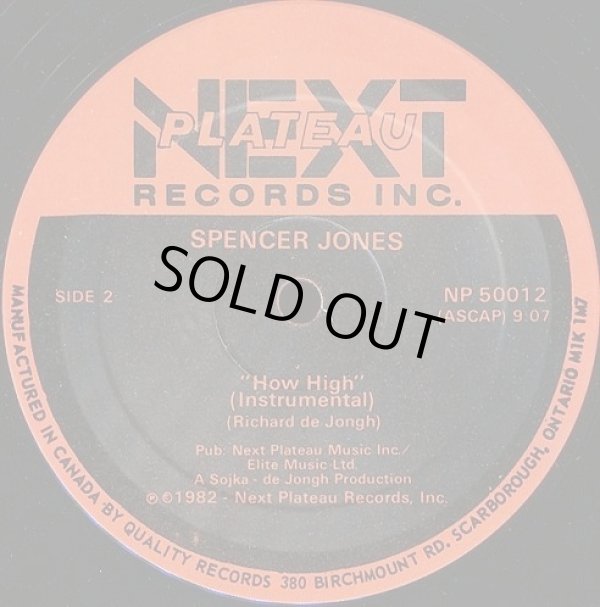 NEXT
PLATEAU
RECORDS INC.
SPENCER JONES
SIDE 2
NP 50012
(ASCAP) 9:07
SOLD OUT
"How High"
(Instrumental)
(Richard de Jongh)
Pub: Next Plateau Music Inc./
Elite Music Ltd.
A Sojka - de Jongh Production
℗©1982 - Next Plateau Records, Inc.
MANUFACTURED IN CANADA BY QUALITY RECORDS 380 BIRCHMOUNT RD. SCARBOROUGH, ONTARIO M1K 1M7